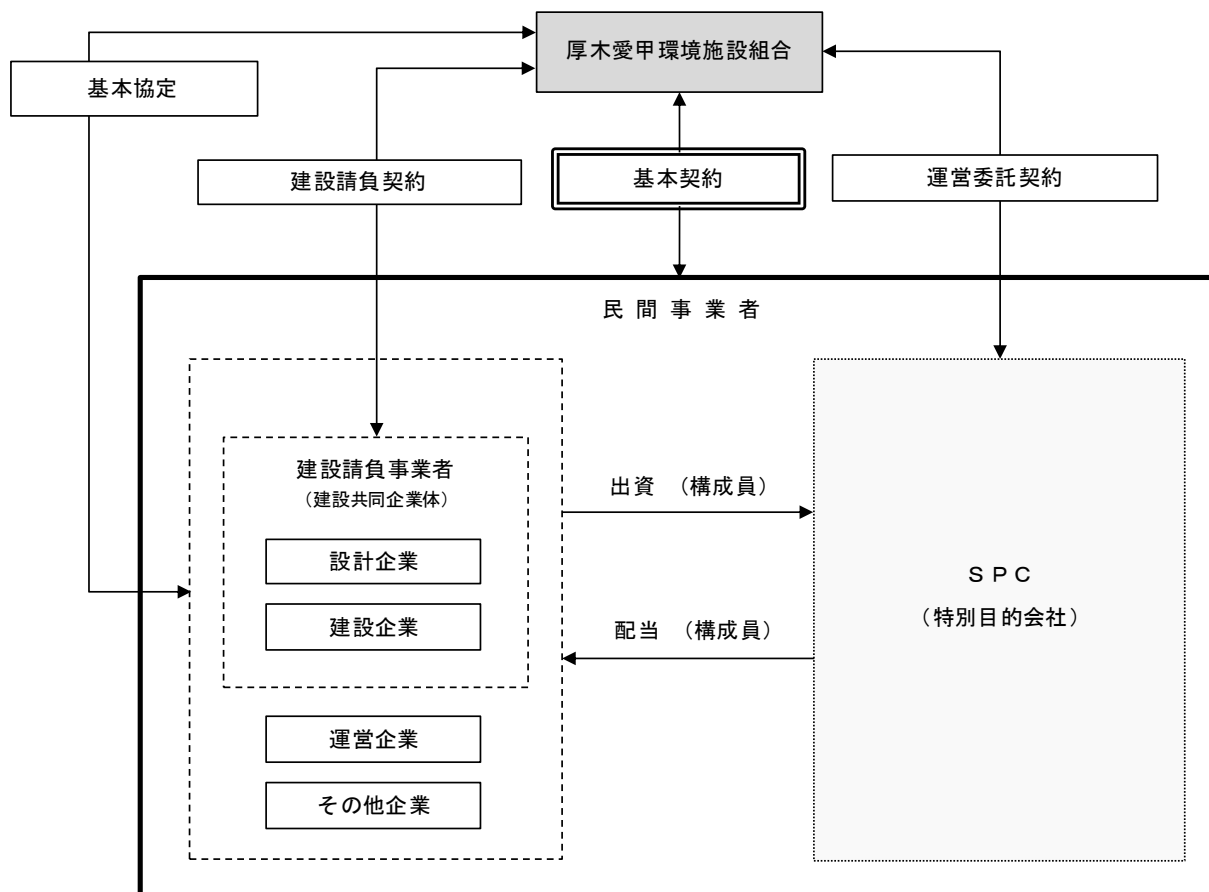 厚木愛甲環境施設組合
基本協定
建設請負契約
基本契約
運営委託契約
民間事業者
建設請負事業者
（建設共同企業体）
設計企業
建設企業
運営企業
その他企業
出資　（構成員）
配当　（構成員）
ＳＰＣ
（特別目的会社）